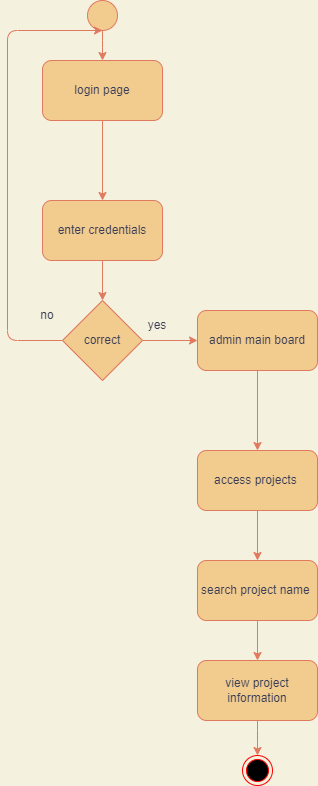 login page
enter credentials
no
yes
correct
admin main board
access projects
search project name
view project
information